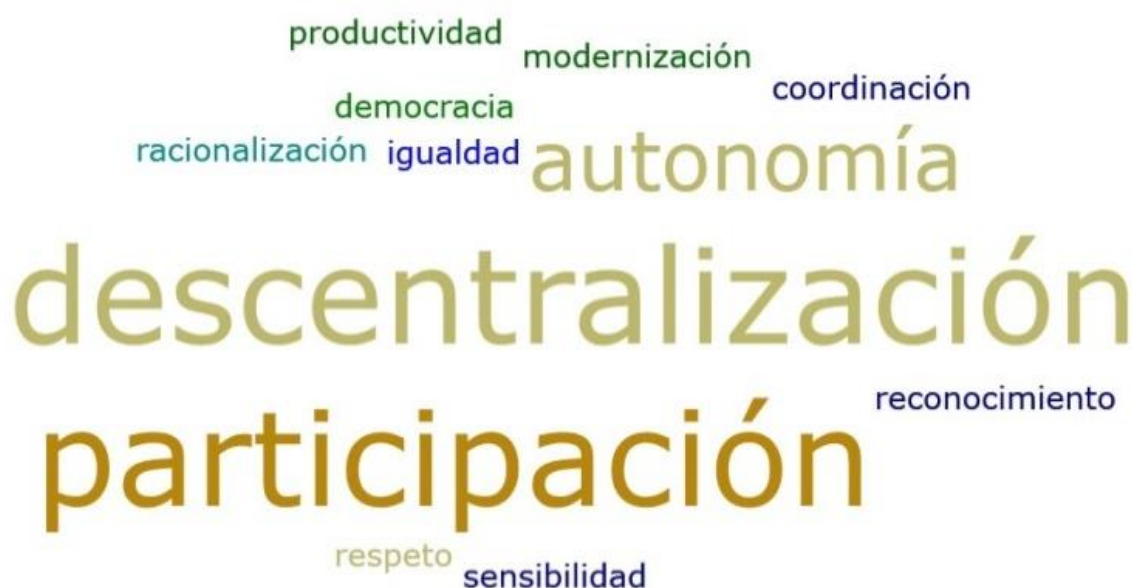 productividad
modernización
coordinación
democracia
racionalización igualdad autonomía
descentralización
reconocimiento
participación
respeto
sensibilidad